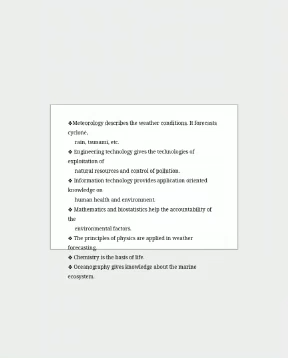 ❖Meteorology describes the weather conditions. It forecasts
cyclone,
rain, tsunami, etc.
❖ Engineering technology gives the technologies of
exploitation of
natural resources and control of pollution.
❖ Information technology provides application oriented
knowledge on
human health and environment.
❖ Mathematics and biostatistics help the accountability of
the
environmental factors.
❖ The principles of physics are applied in weather
forecasting.
❖ Chemistry is the basis of life.
❖ Oceanography gives knowledge about the marine
ecosystem.